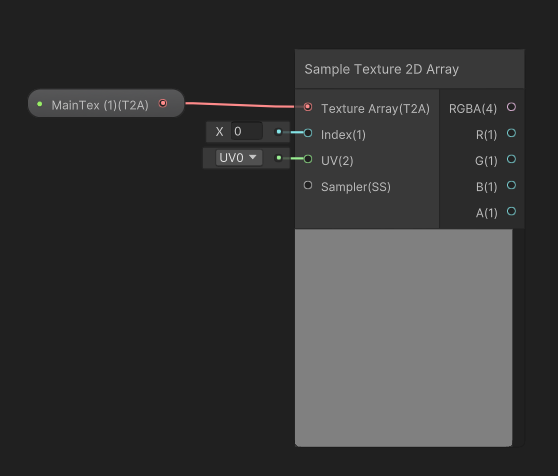 Sample Texture 2D Array
MainTex (1)(T2A)
Texture Array(T2A)
RGBA(4)
X 0
Index(1)
R(1)
UV0
UV(2)
G(1)
Sampler(SS)
B(1)
A(1)